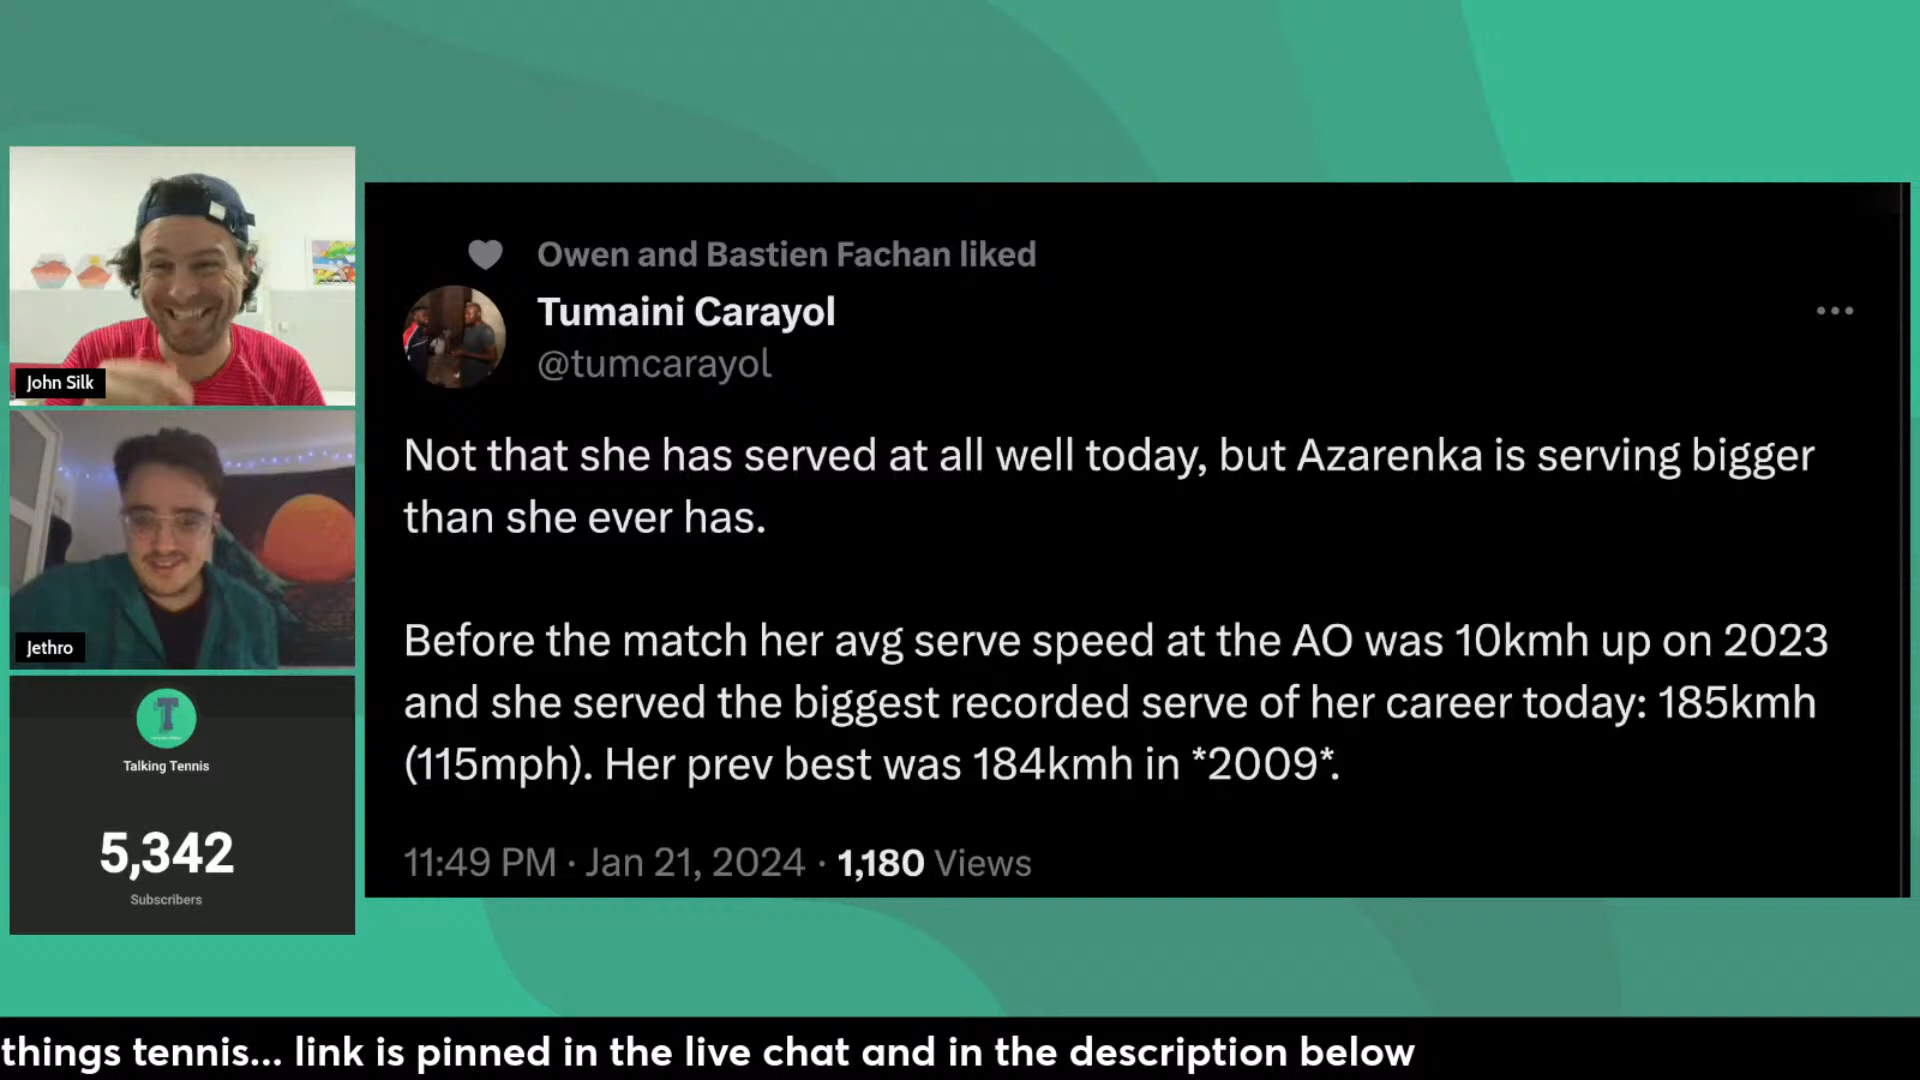 John Silk
Jethro
T
Talking Tennis
5,342
Subscribers
Owen and Bastien Fachan liked
Tumaini Carayol
@tumcarayol
Not that she has served at all well today, but Azarenka is serving bigger
than she ever has.
Before the match her avg serve speed at the AO was 10kmh up on 2023
and she served the biggest recorded serve of her career today: 185kmh
(115mph). Her prev best was 184kmh in *2009*.
11:49 PM · Jan 21, 2024 · 1,180 Views
things tennis... link is pinned in the live chat and in the description below